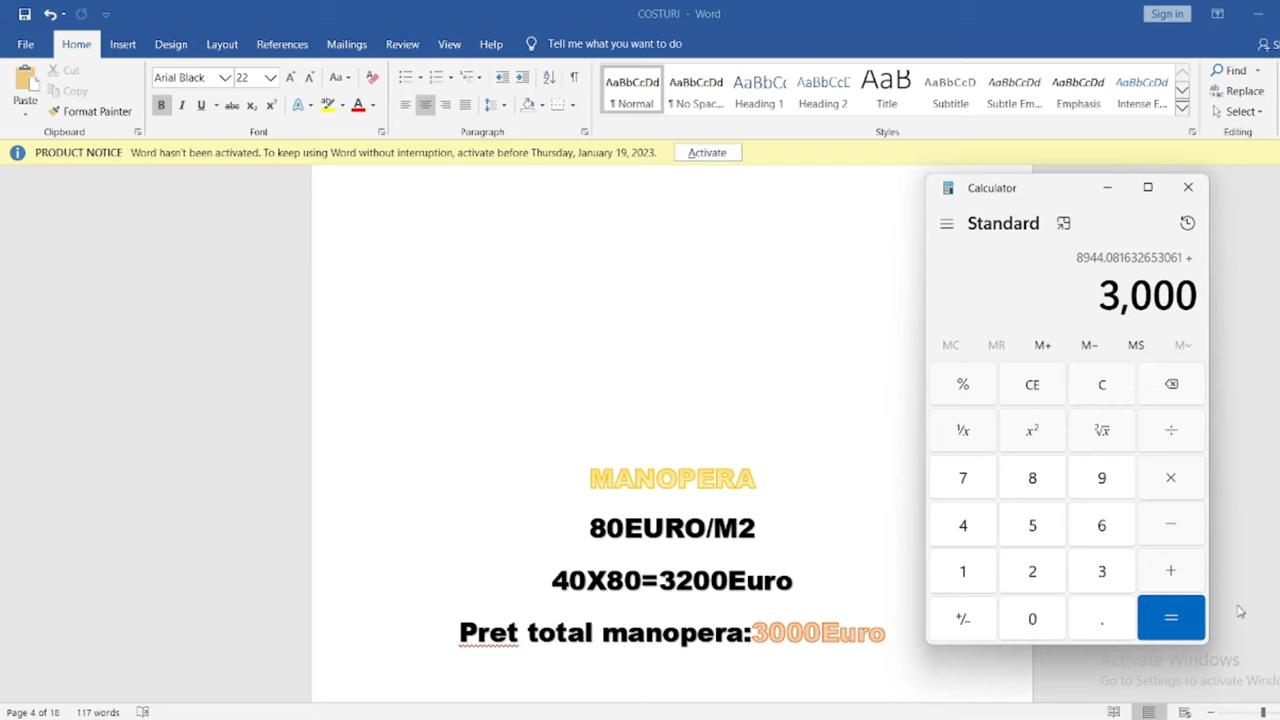 COSTURI - Word
Sign in
File Home Insert Design Layout References Mailings Review View Help Tell me what you want to do
Paste
Cut
Copy
Format Painter
Clipboard
Arial Black 22
Font
Paragraph
AaBbCcDd ¶ Normal
AaBbCcDd ¶ No Spac...
AaBbCc Heading 1
AaBbCcC Heading 2
AaB Title
AaBbCcD Subtitle
AaBbCcDd Subtle Em...
AaBbCcDd Emphasis
AaBbCcDd Intense E...
Styles
Find
Replace
Select
Editing
PRODUCT NOTICE Word hasn't been activated. To keep using Word without interruption, activate before Thursday, January 19, 2023. Activate
Calculator
Standard
8944.081632653061 +
3,000
MC MR M+ M− MS M
% CE C
¹/x x² ²√x ÷
7 8 9 ×
4 5 6 −
1 2 3 +
+/− 0 . =
MANOPERA
80EURO/M2
40X80=3200Euro
Pret total manopera:3000Euro
Activate Windows
Go to Settings to activate Wind
Page 4 of 18 117 words